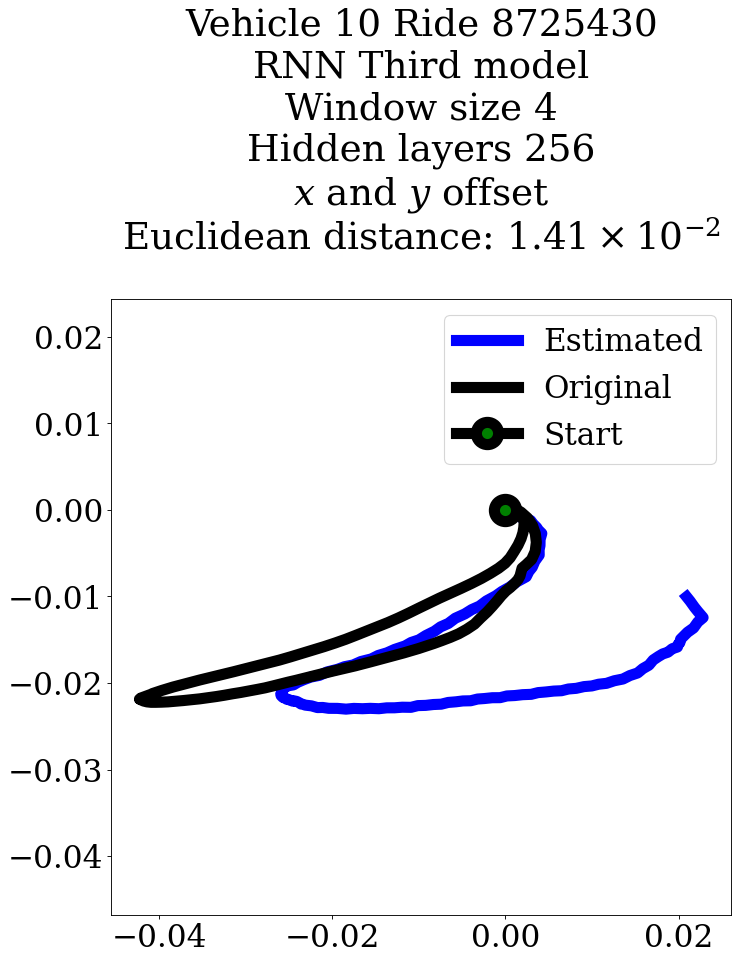 Vehicle 10 Ride 8725430
RNN Third model
Window size 4
Hidden layers 256
x and y offset
Euclidean distance: 1.41 × 10⁻²
Estimated
Original
Start
0.02
0.01
0.00
−0.01
−0.02
−0.03
−0.04
−0.04 −0.02 0.00 0.02